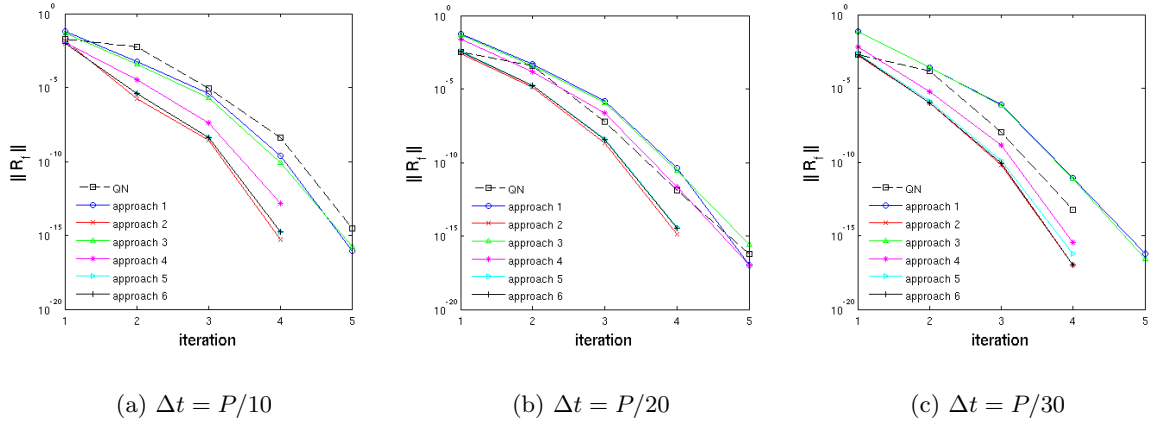 10^0
10^-5
10^-10
10^-15
10^-20
|| R_f ||
QN
approach 1
approach 2
approach 3
approach 4
approach 5
approach 6
1 2 3 4 5
iteration
(a) Δt = P/10
10^0
10^-5
10^-10
10^-15
10^-20
|| R_f ||
QN
approach 1
approach 2
approach 3
approach 4
approach 5
approach 6
1 2 3 4 5
iteration
(b) Δt = P/20
10^0
10^-5
10^-10
10^-15
10^-20
|| R_f ||
QN
approach 1
approach 2
approach 3
approach 4
approach 5
approach 6
1 2 3 4 5
iteration
(c) Δt = P/30